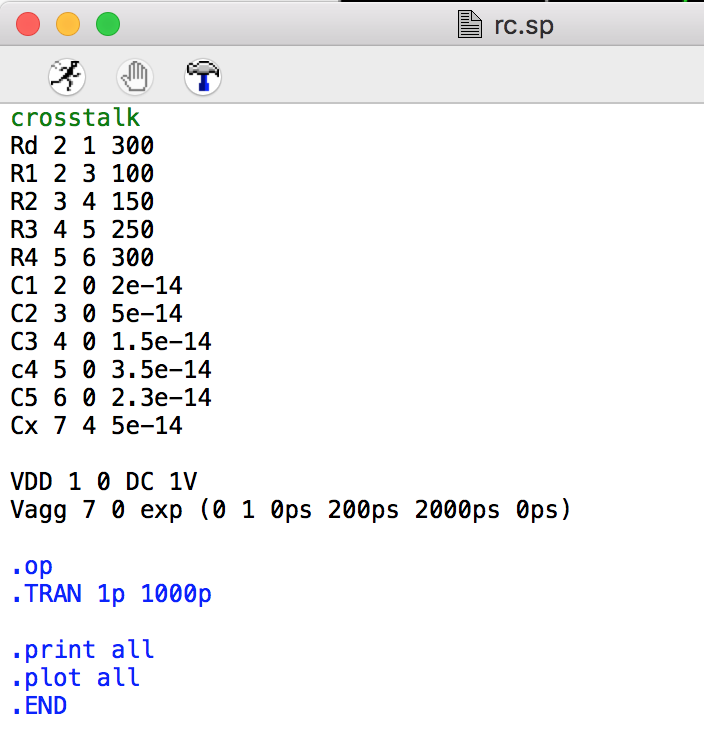 rc.sp
crosstalk
Rd 2 1 300
R1 2 3 100
R2 3 4 150
R3 4 5 250
R4 5 6 300
C1 2 0 2e-14
C2 3 0 5e-14
C3 4 0 1.5e-14
c4 5 0 3.5e-14
C5 6 0 2.3e-14
Cx 7 4 5e-14
VDD 1 0 DC 1V
Vagg 7 0 exp (0 1 0ps 200ps 2000ps 0ps)
.op
.TRAN 1p 1000p
.print all
.plot all
.END